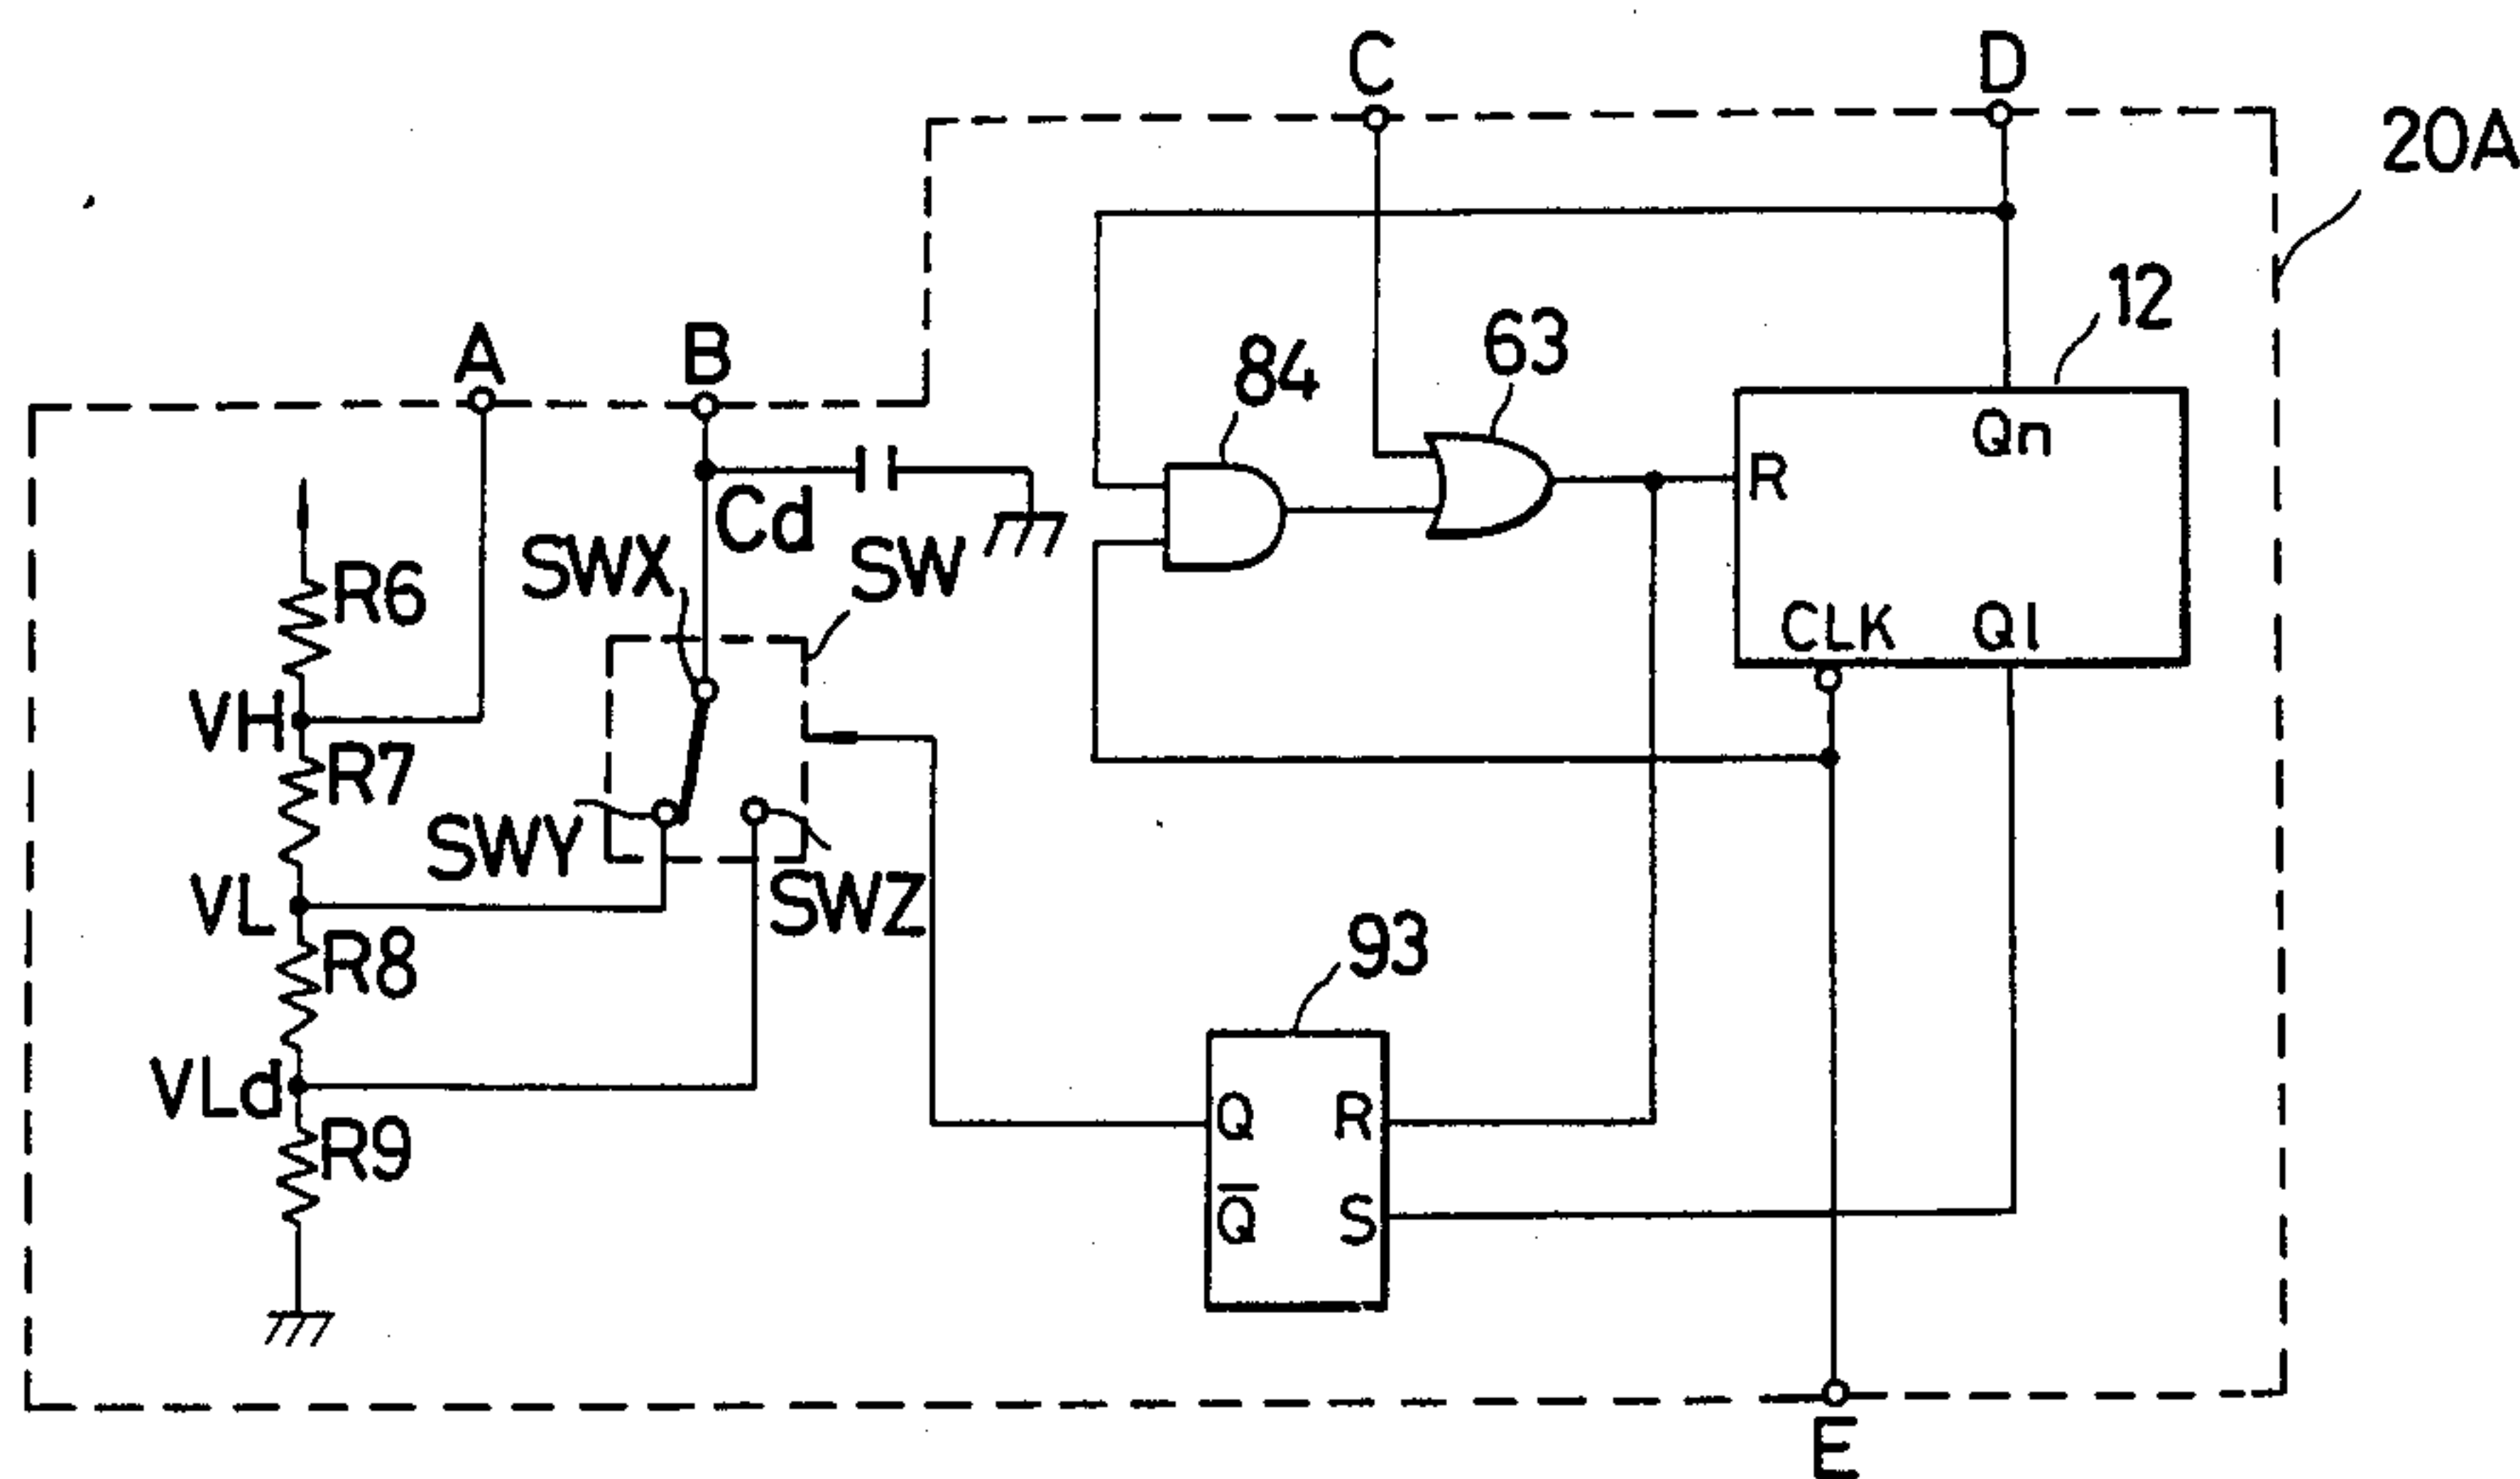 C
D
20A
12
A
B
84
63
Qn
R
Cd
SWX
SW
R6
CLK
Ql
VH
R7
SWY
VL
SWZ
R8
93
VLd
Q
R
R9
Q̅
S
E